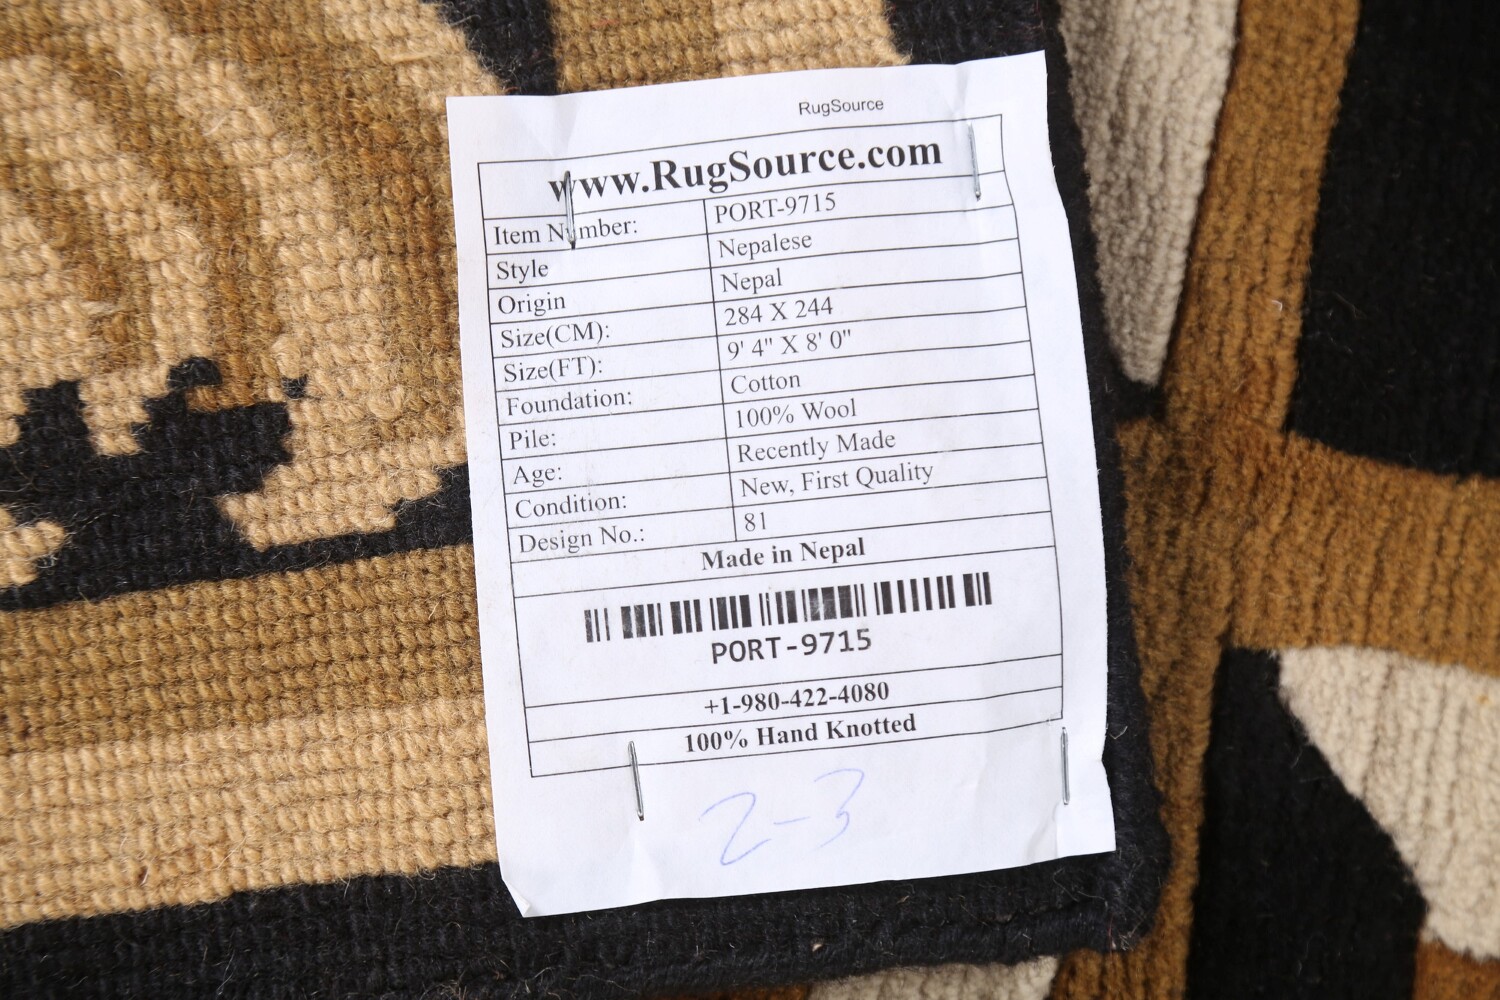 RugSource
www.RugSource.com
Item Number: PORT-9715
Style Nepalese
Origin Nepal
Size(CM): 284 X 244
Size(FT): 9' 4" X 8' 0"
Foundation: Cotton
Pile: 100% Wool
Age: Recently Made
Condition: New, First Quality
Design No.: 81
Made in Nepal
PORT-9715
+1-980-422-4080
100% Hand Knotted
2-3